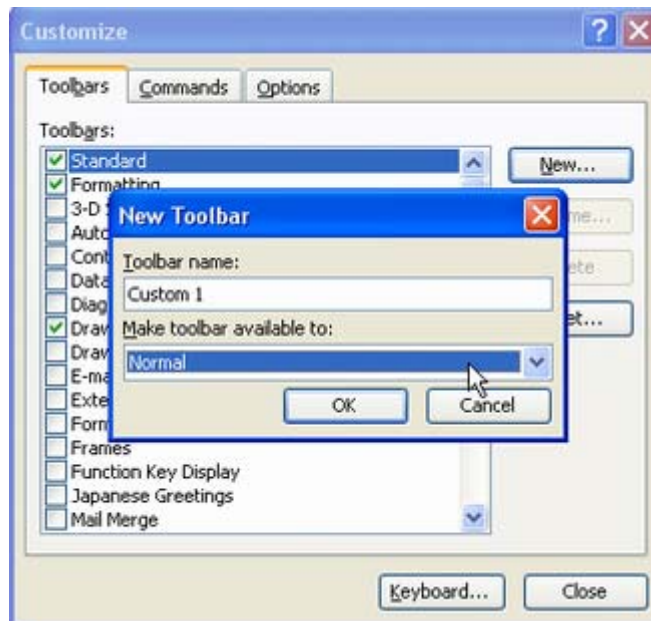 Customize
Toolbars Commands Options
Toolbars:
Standard
New...
Formatting
3-D
New Toolbar
Toolbar name:
Custom 1
Make toolbar available to:
Normal
OK Cancel
Frames
Function Key Display
Japanese Greetings
Mail Merge
Keyboard... Close